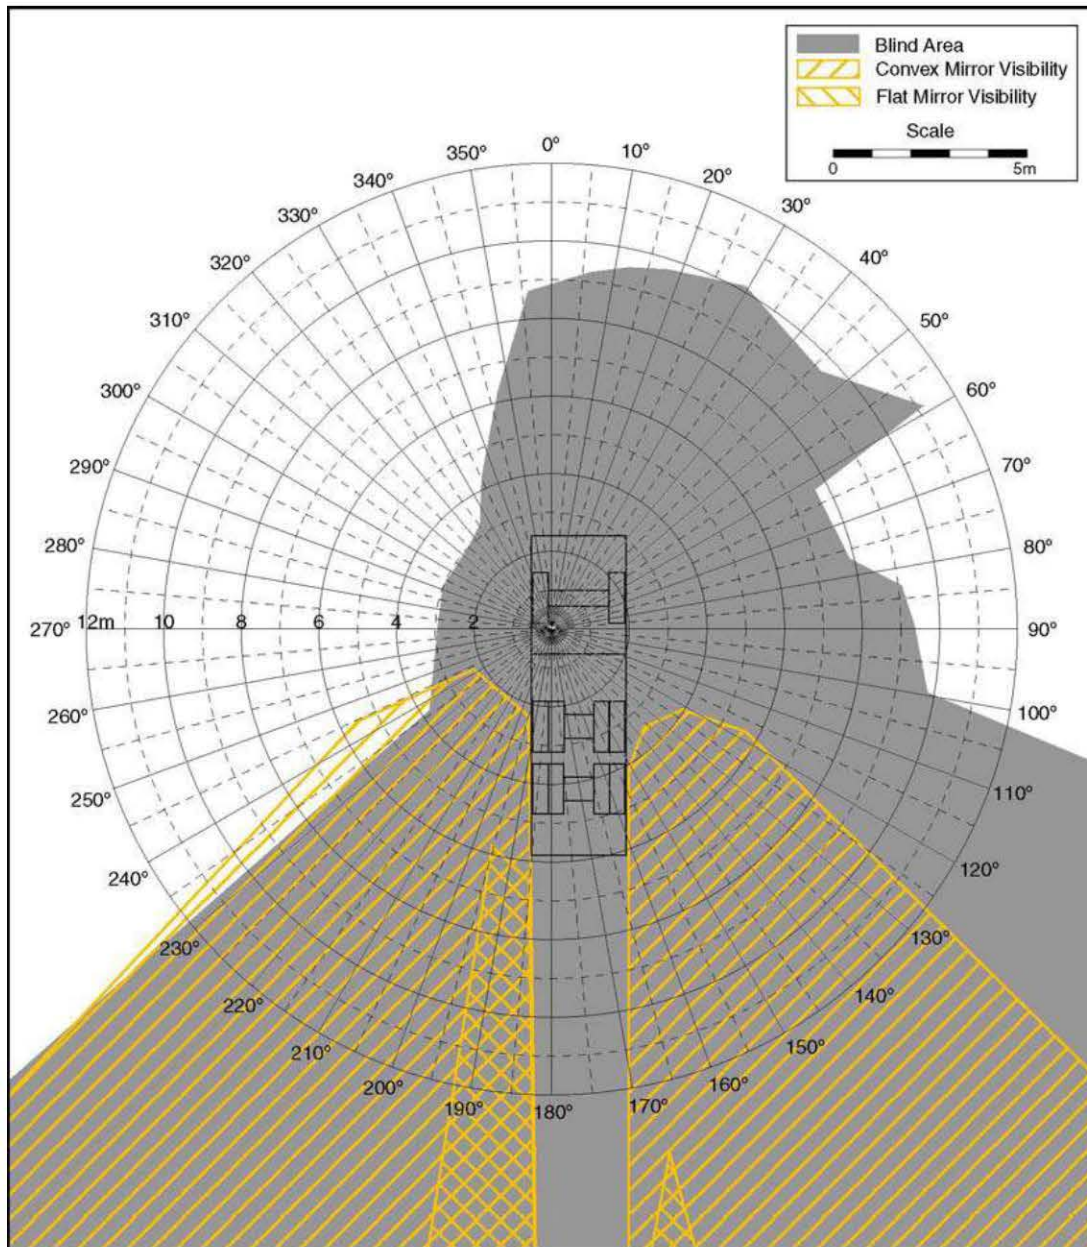 Blind Area
Convex Mirror Visibility
Flat Mirror Visibility
Scale
0 5m
0°
350° 10°
340° 20°
330° 30°
320° 40°
310° 50°
300° 60°
290° 70°
280° 80°
270° 12m 10 8 6 4 2 90°
260° 100°
250° 110°
240° 120°
230° 130°
220° 140°
210° 150°
200° 160°
190° 180° 170°